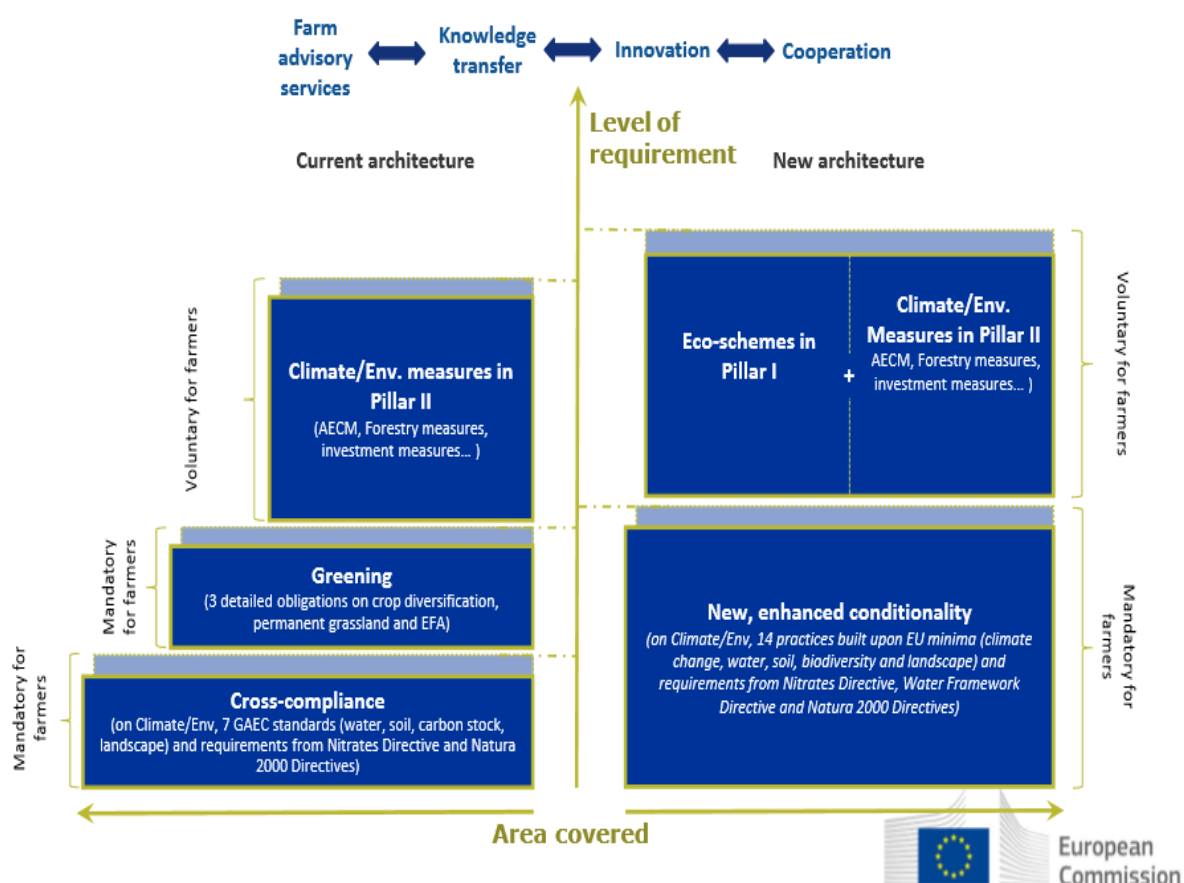 Farm
advisory
services
Knowledge
transfer
Innovation
Cooperation
Level of
requirement
Current architecture
New architecture
Voluntary for farmers
Climate/Env. measures in
Pillar II
(AECM, Forestry measures,
investment measures... )
Mandatory
for farmers
Greening
(3 detailed obligations on crop diversification,
permanent grassland and EFA)
Mandatory for
farmers
Cross-compliance
(on Climate/Env, 7 GAEC standards (water, soil, carbon stock,
landscape) and requirements from Nitrates Directive and Natura
2000 Directives)
Eco-schemes in
Pillar I
+
Climate/Env.
Measures in Pillar II
AECM, Forestry measures,
investment measures... )
Voluntary for farmers
New, enhanced conditionality
(on Climate/Env, 14 practices built upon EU minima (climate
change, water, soil, biodiversity and landscape) and
requirements from Nitrates Directive, Water Framework
Directive and Natura 2000 Directives)
Mandatory for
farmers
Area covered
European
Commission